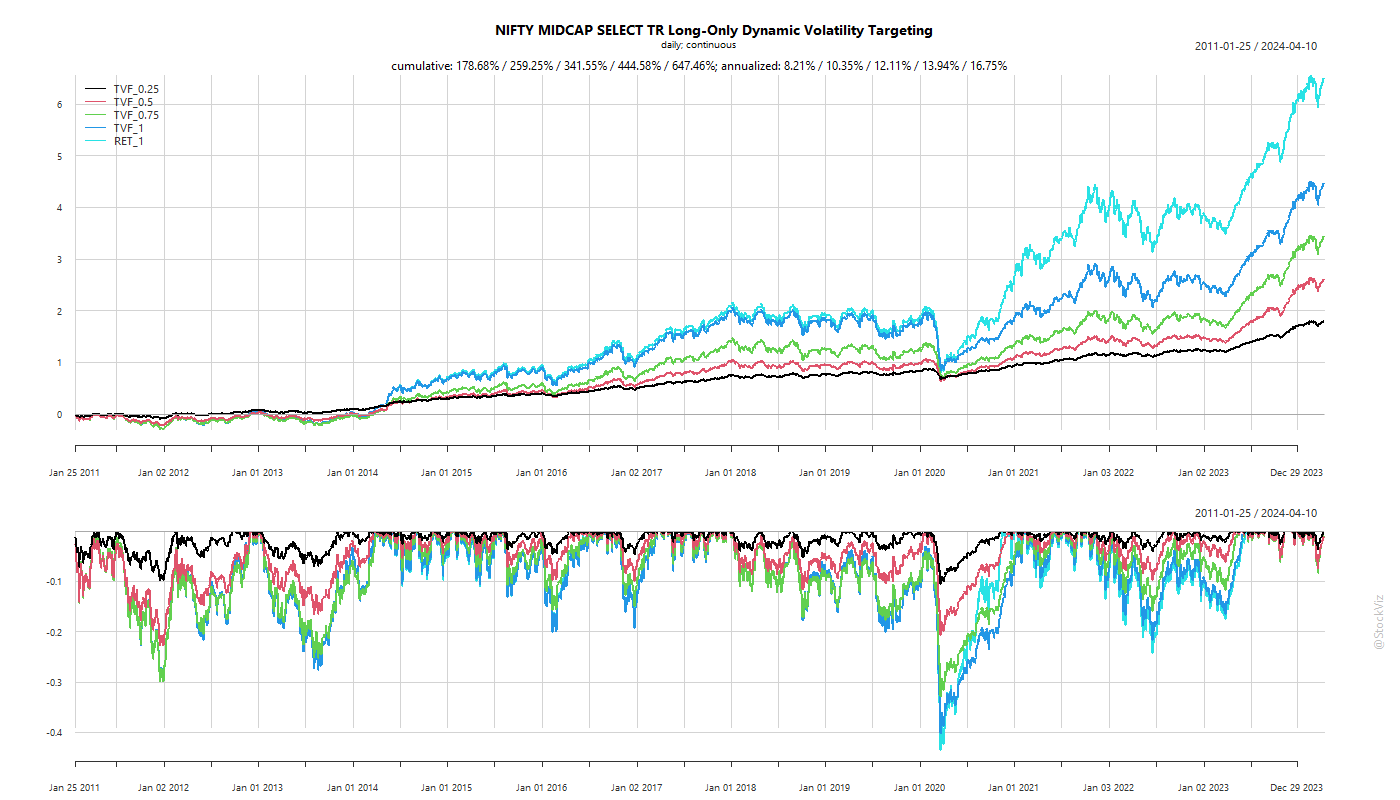 NIFTY MIDCAP SELECT TR Long-Only Dynamic Volatility Targeting
daily; continuous
2011-01-25 / 2024-04-10
cumulative: 178.68% / 259.25% / 341.55% / 444.58% / 647.46%; annualized: 8.21% / 10.35% / 12.11% / 13.94% / 16.75%
TVF_0.25
TVF_0.5
TVF_0.75
TVF_1
RET_1
6
5
4
3
2
1
0
Jan 25 2011 Jan 02 2012 Jan 01 2013 Jan 01 2014 Jan 01 2015 Jan 01 2016 Jan 02 2017 Jan 01 2018 Jan 01 2019 Jan 01 2020 Jan 01 2021 Jan 03 2022 Jan 02 2023 Dec 29 2023
2011-01-25 / 2024-04-10
-0.1
-0.2
-0.3
-0.4
Jan 25 2011 Jan 02 2012 Jan 01 2013 Jan 01 2014 Jan 01 2015 Jan 01 2016 Jan 02 2017 Jan 01 2018 Jan 01 2019 Jan 01 2020 Jan 01 2021 Jan 03 2022 Jan 02 2023 Dec 29 2023
@StockViz